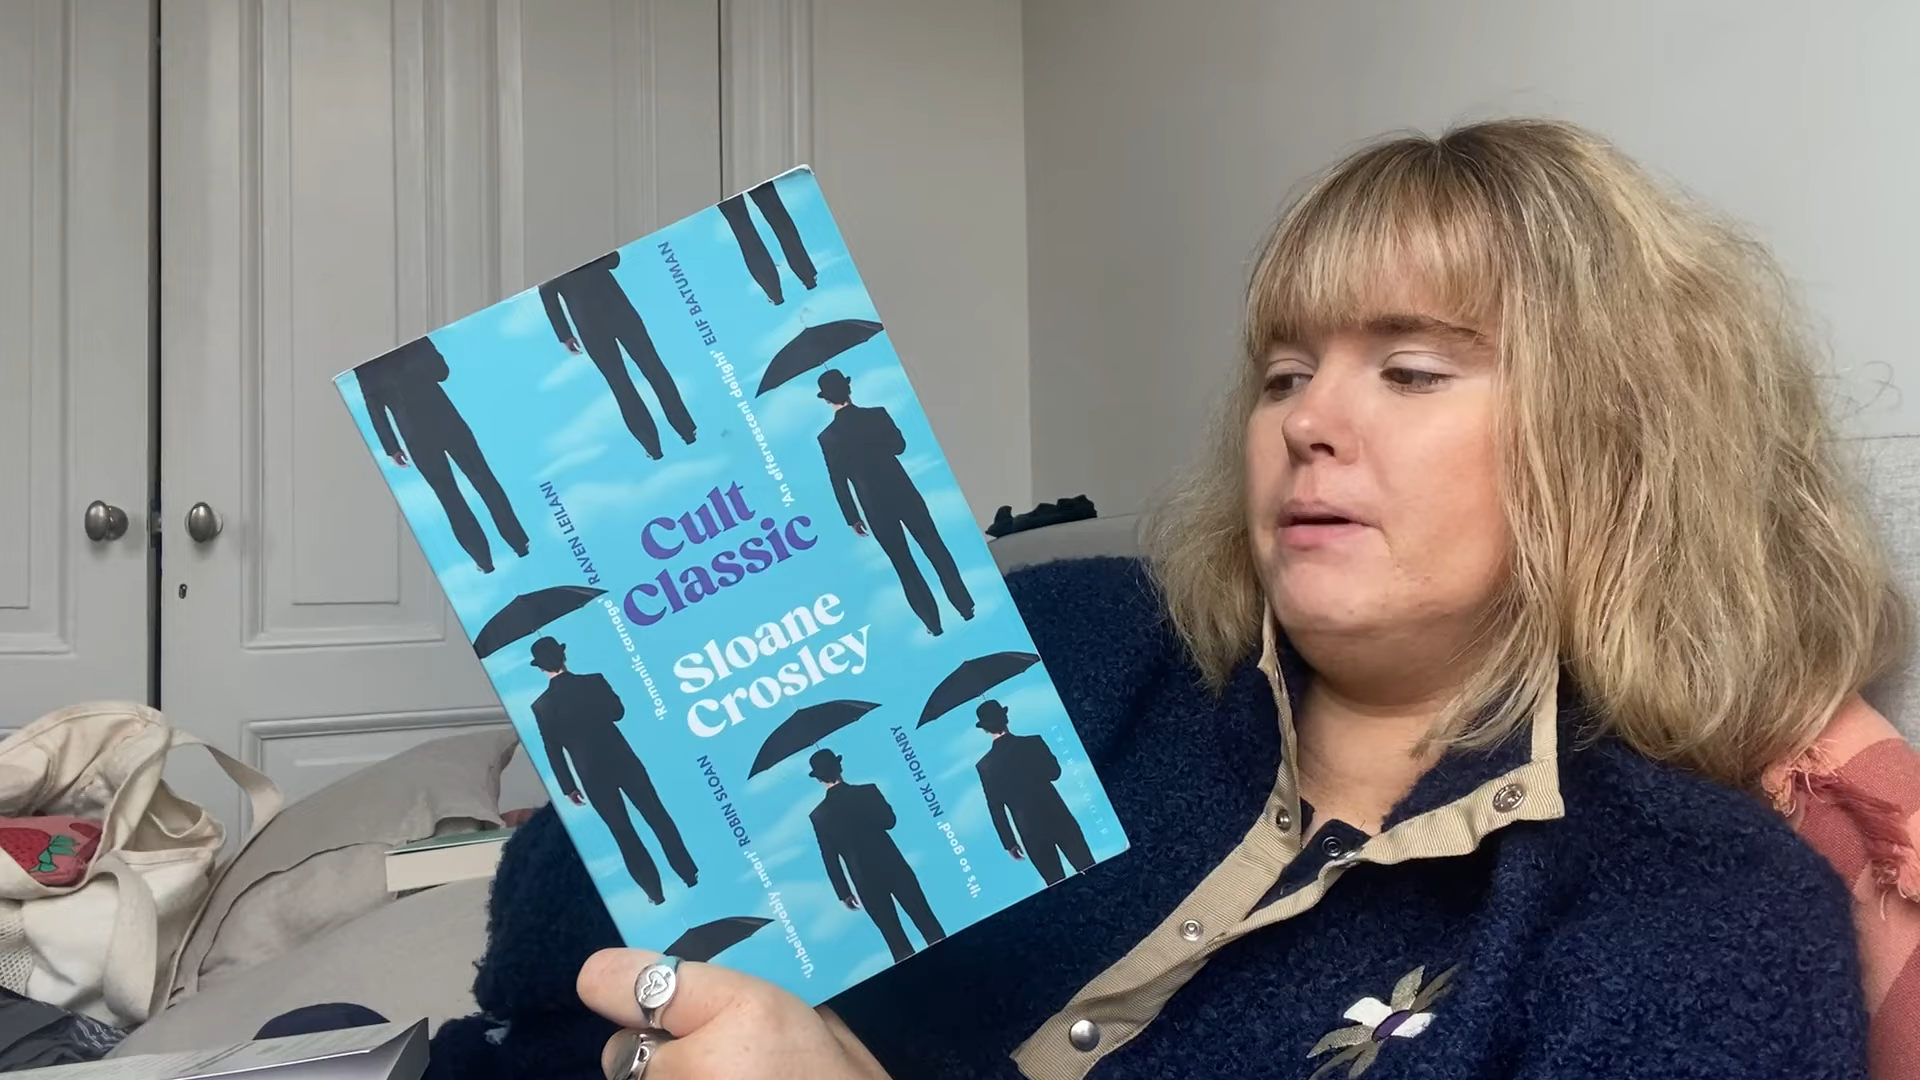 'An effervescent delight' ELIF BATUMAN
'Romantic carnage' RAVEN LEILANI
Cult
Classic
Sloane
Crosley
'Unbelievably smart' ROBIN SLOAN
'It's so good' NICK HORNBY
BLOOMSBURY